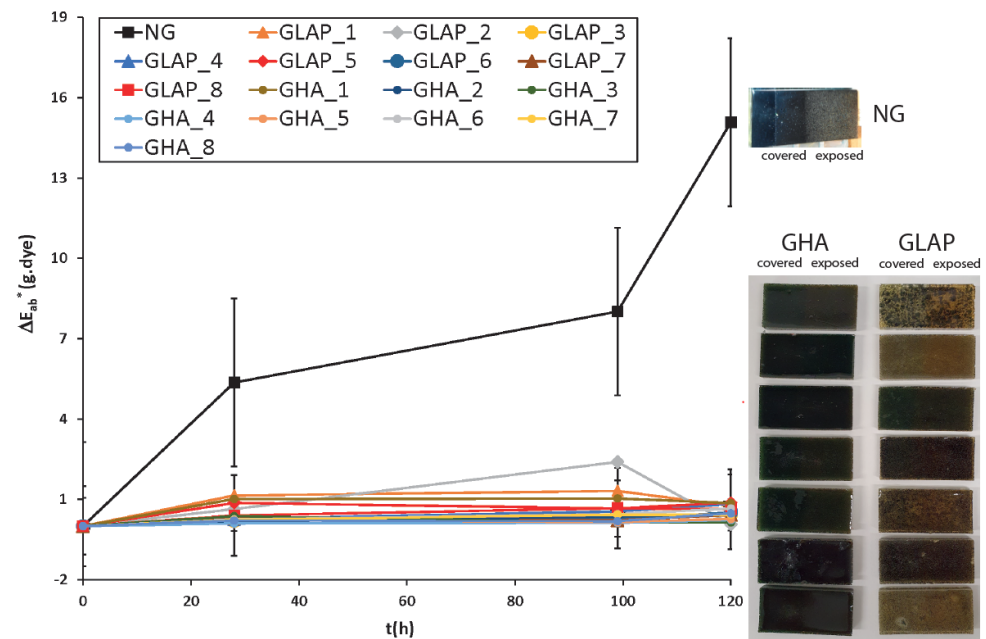 19
16
13
10
7
4
1
-2
ΔEab* (g.dye)
NG GLAP_1 GLAP_2 GLAP_3
GLAP_4 GLAP_5 GLAP_6 GLAP_7
GLAP_8 GHA_1 GHA_2 GHA_3
GHA_4 GHA_5 GHA_6 GHA_7
GHA_8
0 20 40 60 80 100 120
t(h)
NG
covered exposed
GHA GLAP
covered exposed covered exposed